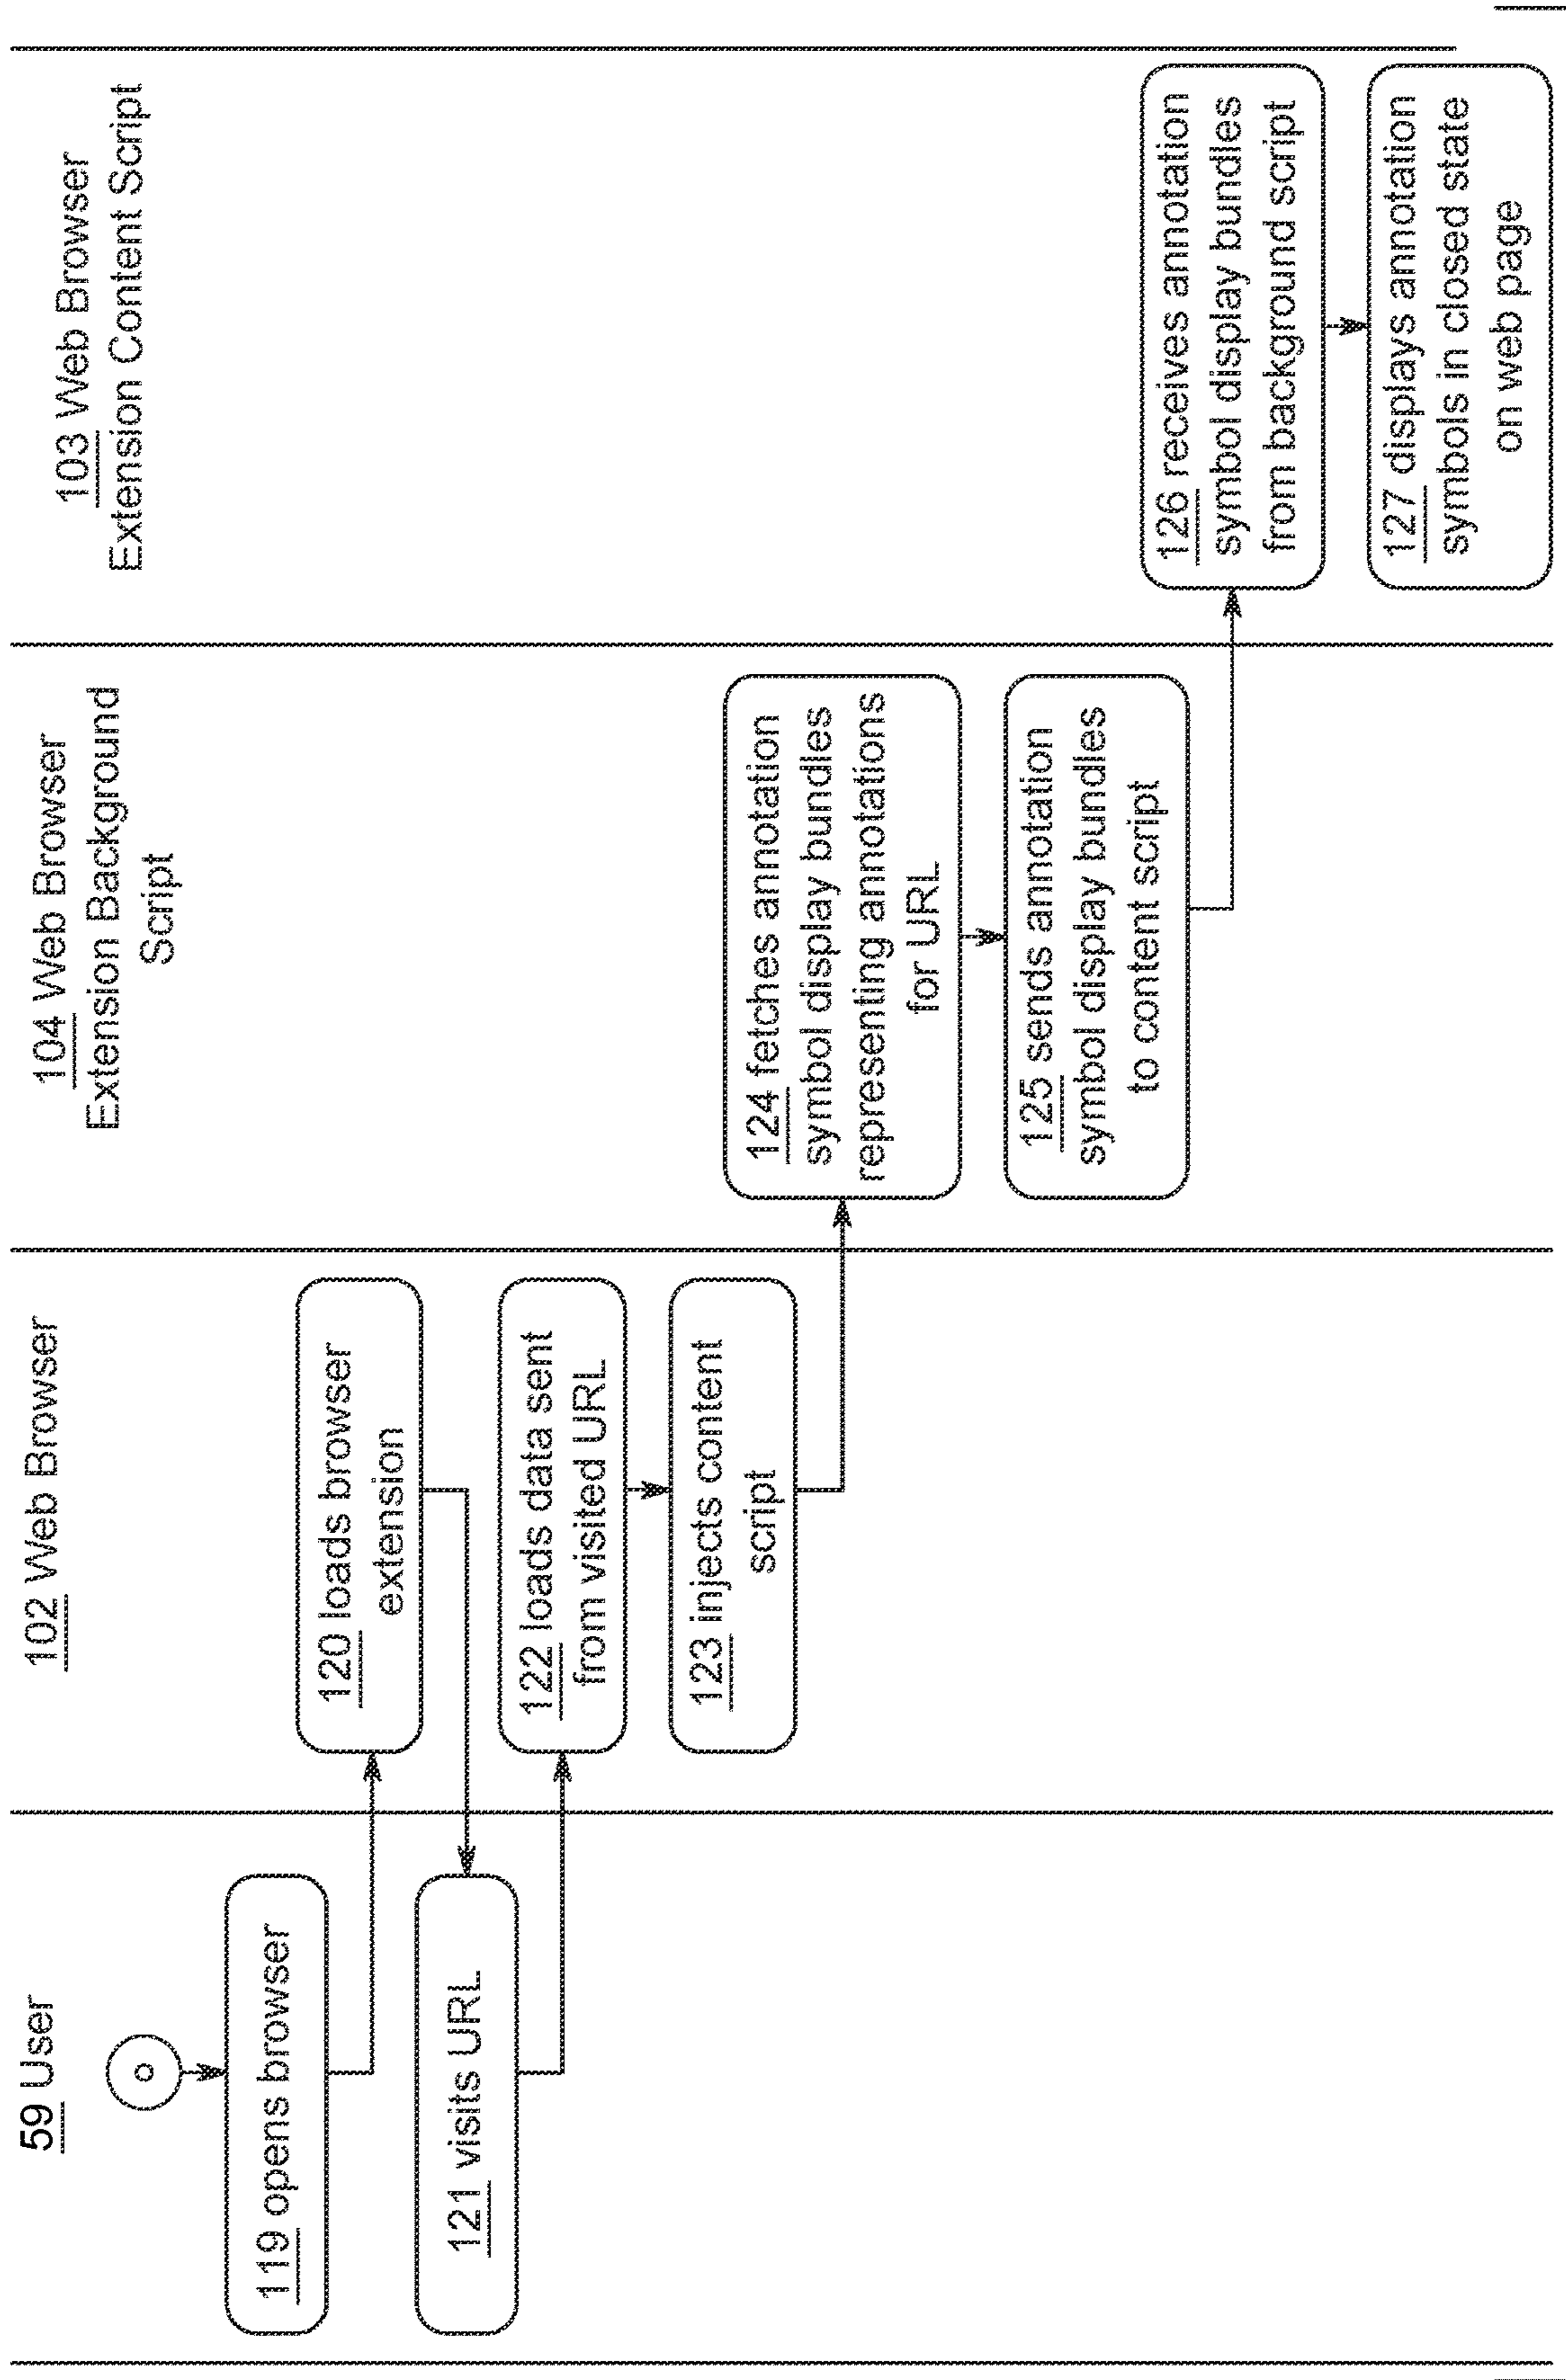 59 User
119 opens browser
121 visits URL
102 Web Browser
120 loads browser
extension
122 loads data sent
from visited URL
123 injects content
script
104 Web Browser
Extension Background
Script
124 fetches annotation
symbol display bundles
representing annotations
for URL
125 sends annotation
symbol display bundles
to content script
103 Web Browser
Extension Content Script
126 receives annotation
symbol display bundles
from background script
127 displays annotation
symbols in closed state
on web page